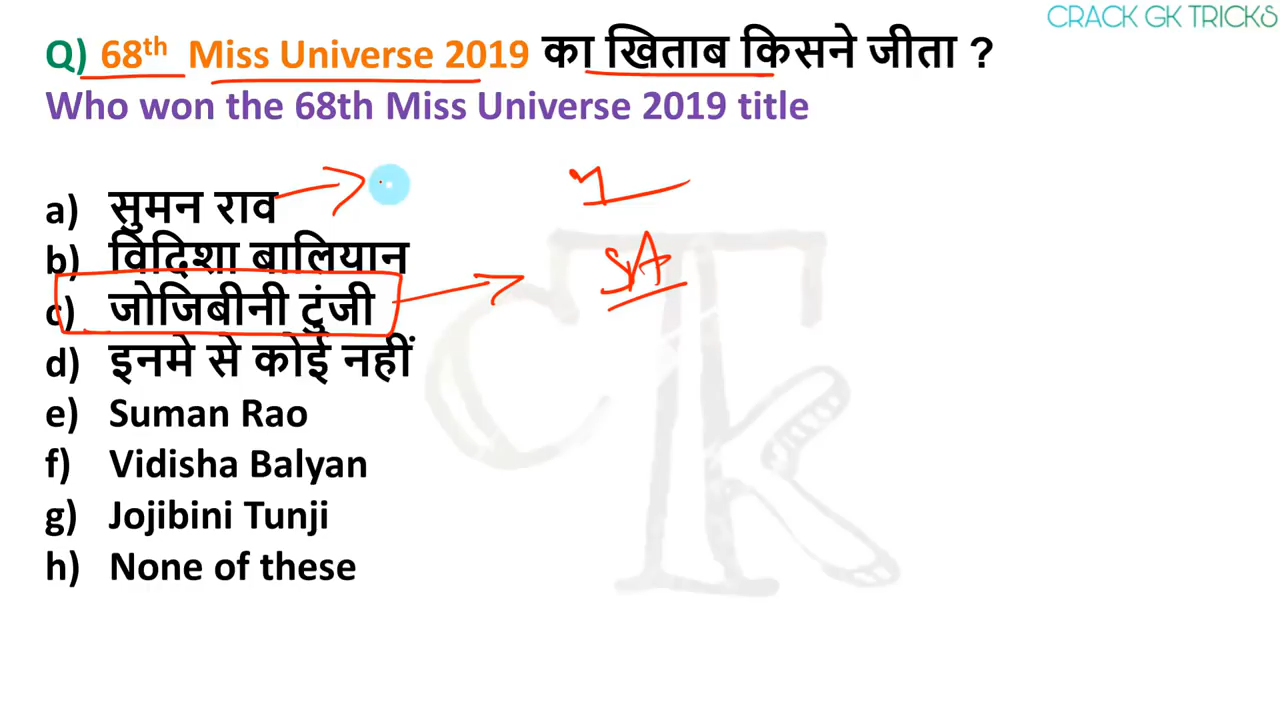 CRACK GK TRICKS
Q) 68th Miss Universe 2019 का खिताब किसने जीता ?
Who won the 68th Miss Universe 2019 title
a) सुमन राव
b) विदिशा बालियान
SA
c) जोजिबीनी टुंजी
d) इनमे से कोई नहीं
e) Suman Rao
f) Vidisha Balyan
g) Jojibini Tunji
h) None of these